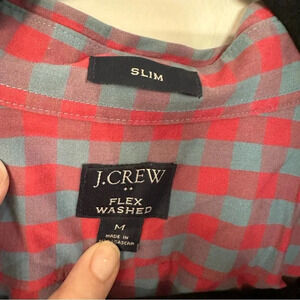 SLIM
J.CREW
FLEX
WASHED
M
MADE IN